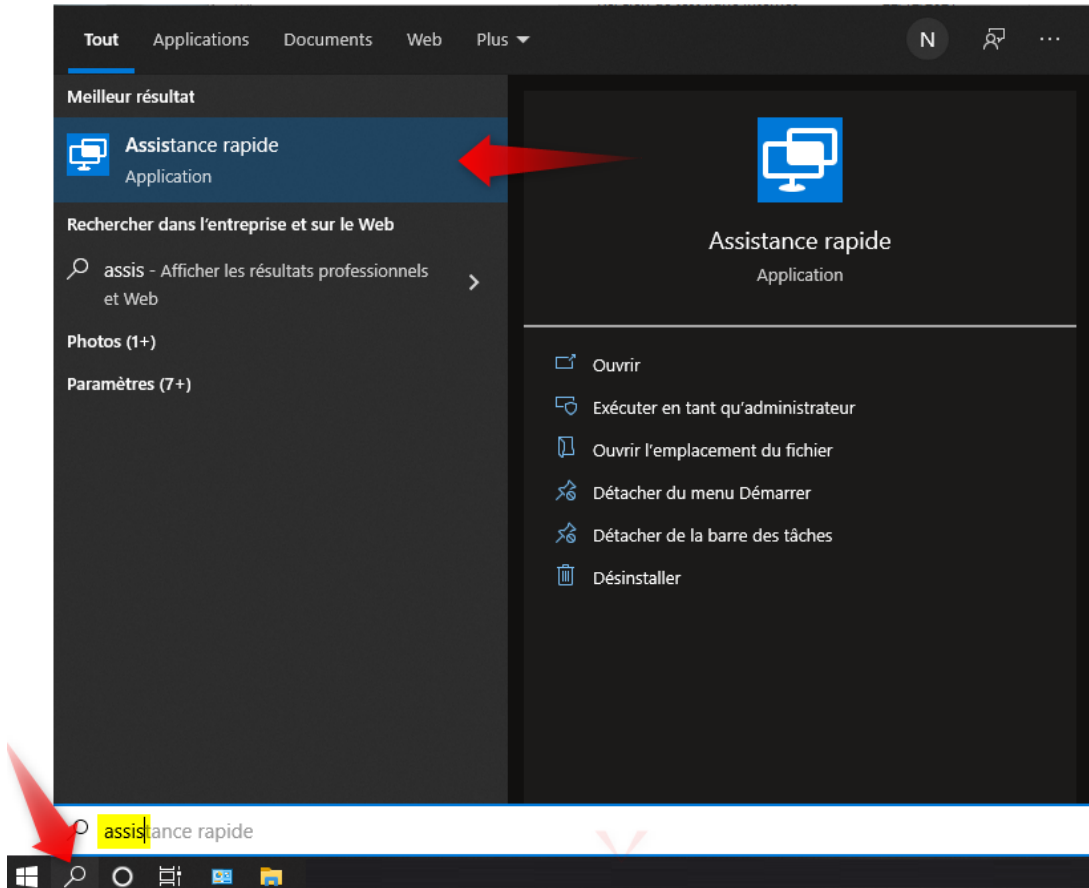 Tout Applications Documents Web Plus
N
Meilleur résultat
Assistance rapide
Application
Rechercher dans l'entreprise et sur le Web
assis - Afficher les résultats professionnels
et Web
Photos (1+)
Paramètres (7+)
Assistance rapide
Application
Ouvrir
Exécuter en tant qu'administrateur
Ouvrir l'emplacement du fichier
Détacher du menu Démarrer
Détacher de la barre des tâches
Désinstaller
assistance rapide